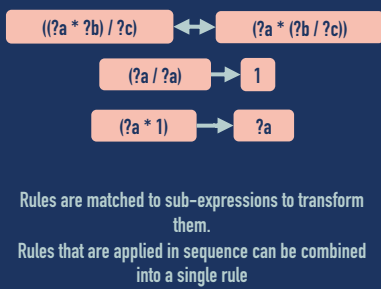 ((?a * ?b) / ?c) (?a * (?b / ?c))
(?a / ?a) 1
(?a * 1) ?a
Rules are matched to sub-expressions to transform
them.
Rules that are applied in sequence can be combined
into a single rule